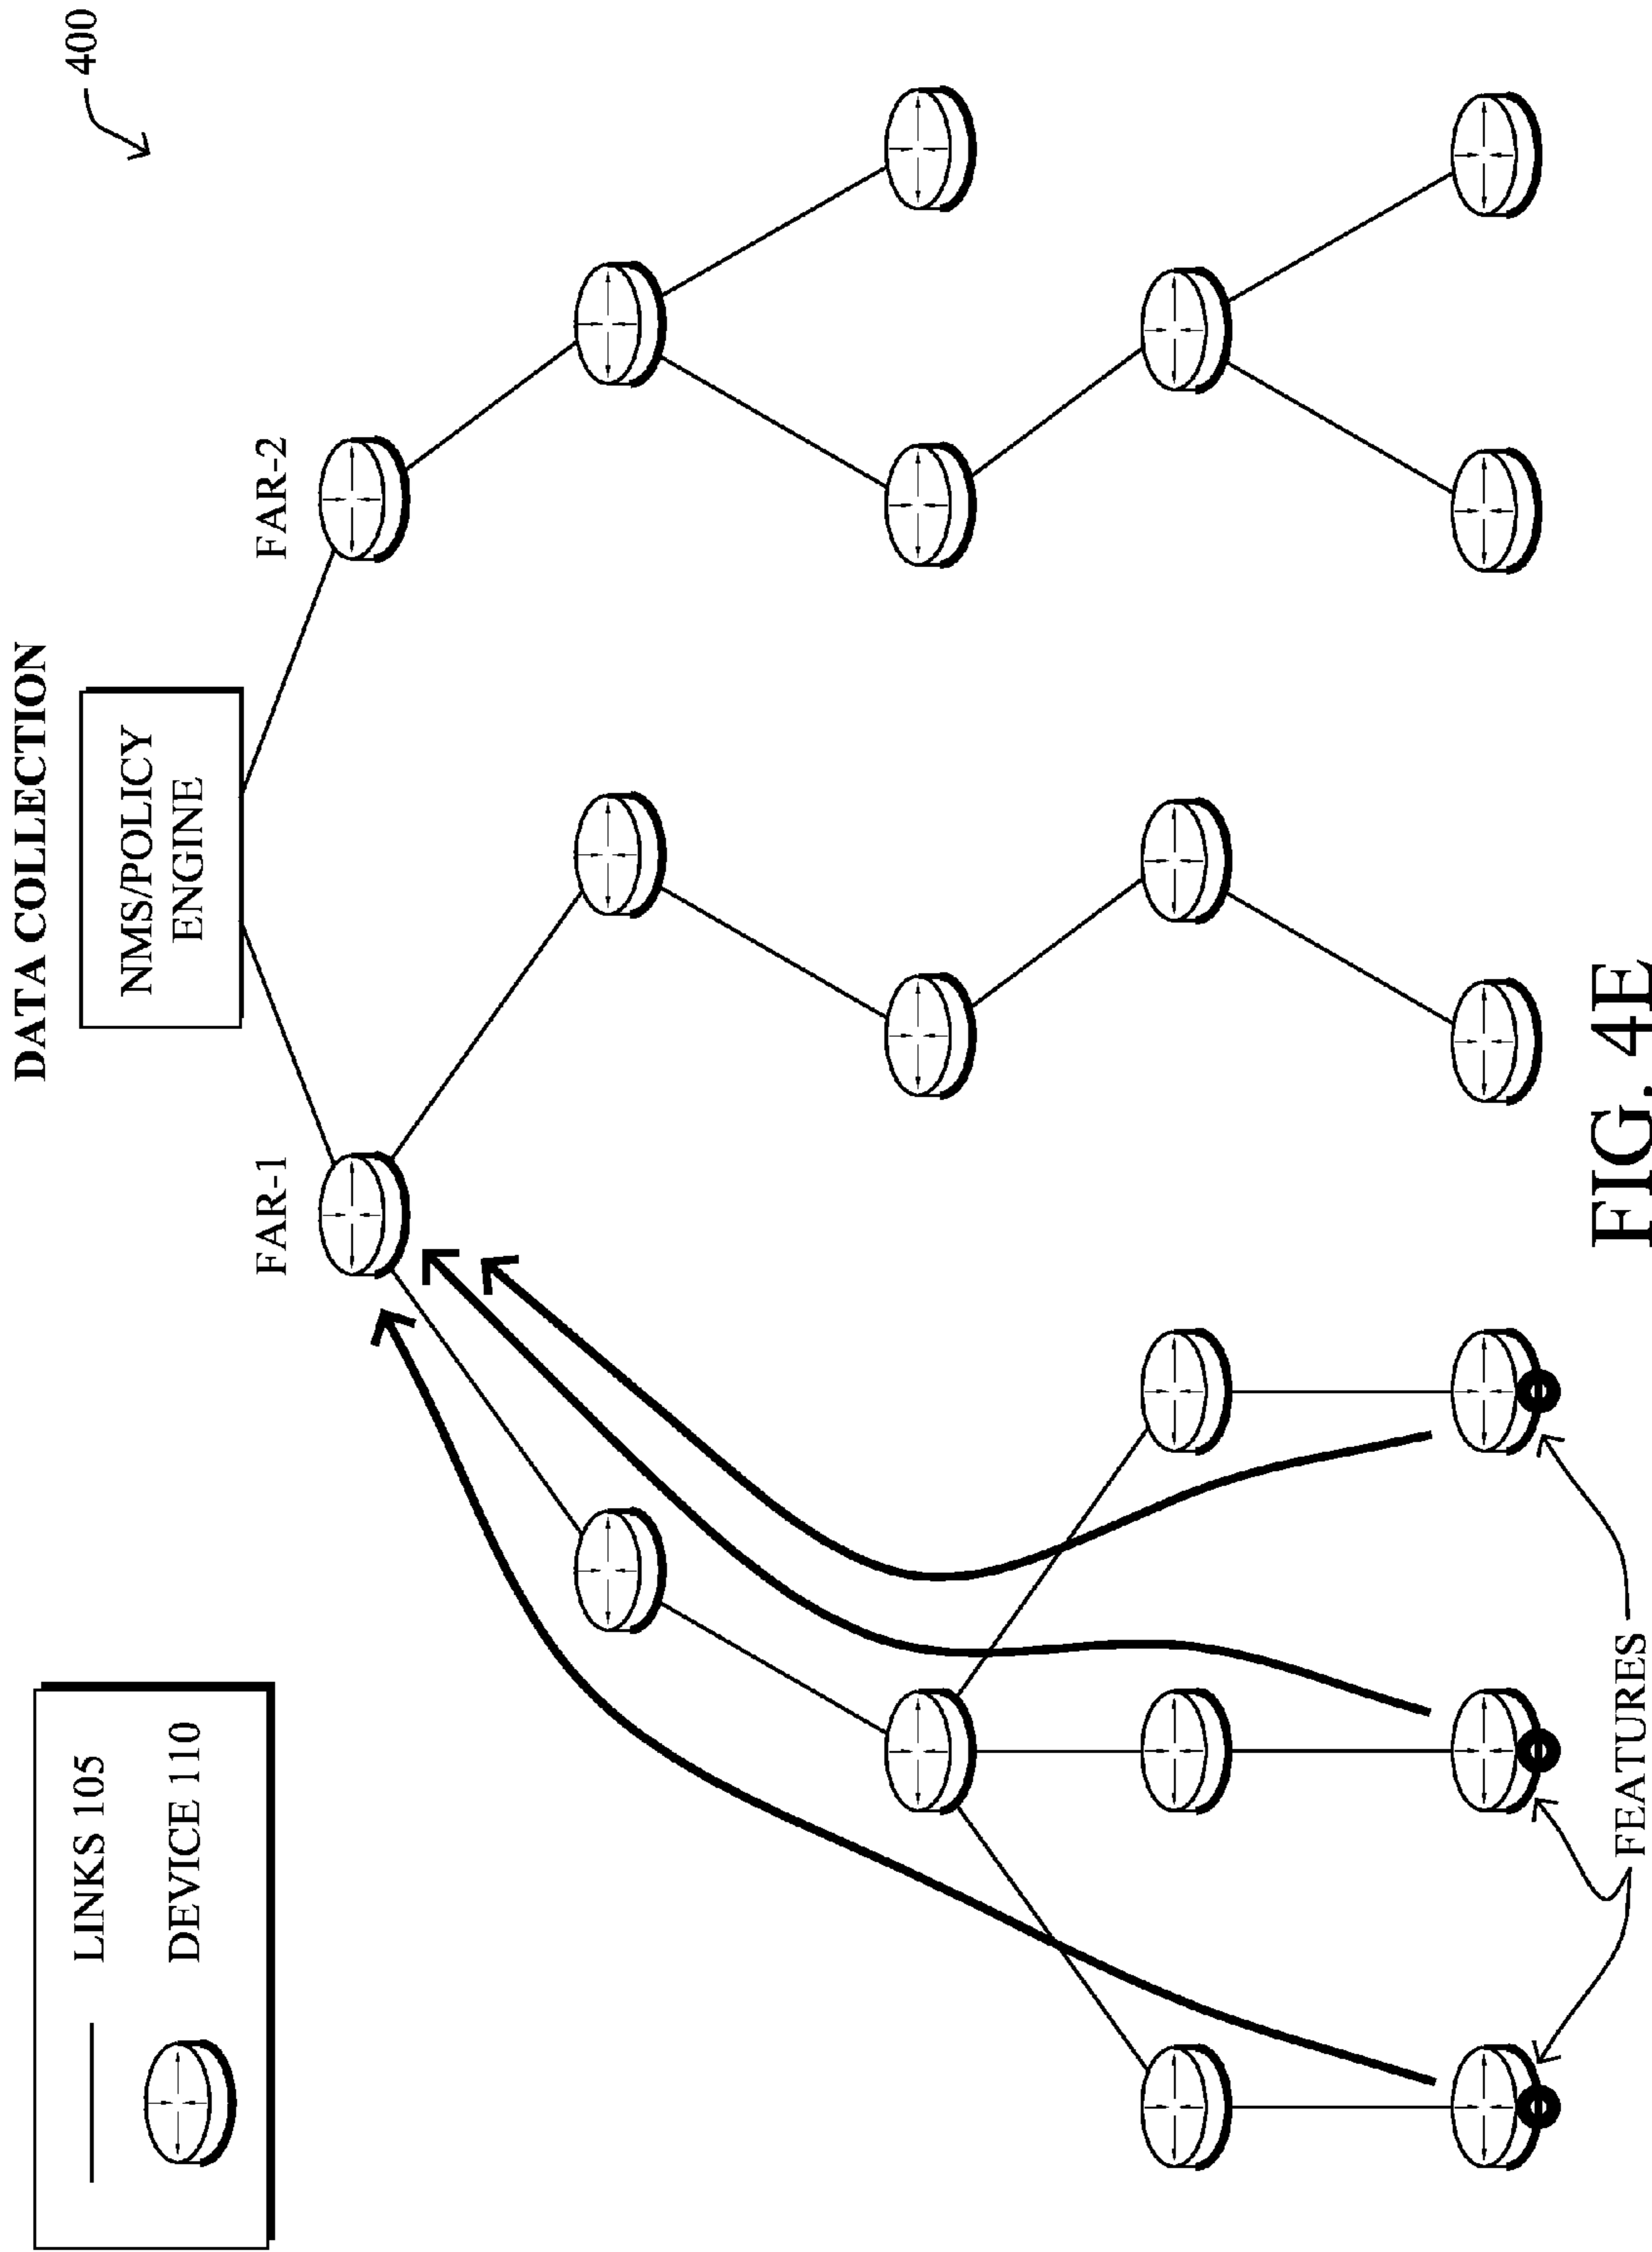 DATA COLLECTION
400
LINKS 105
DEVICE 110
NMS/POLICY
ENGINE
FAR-1
FAR-2
FEATURES
FIG. 4E